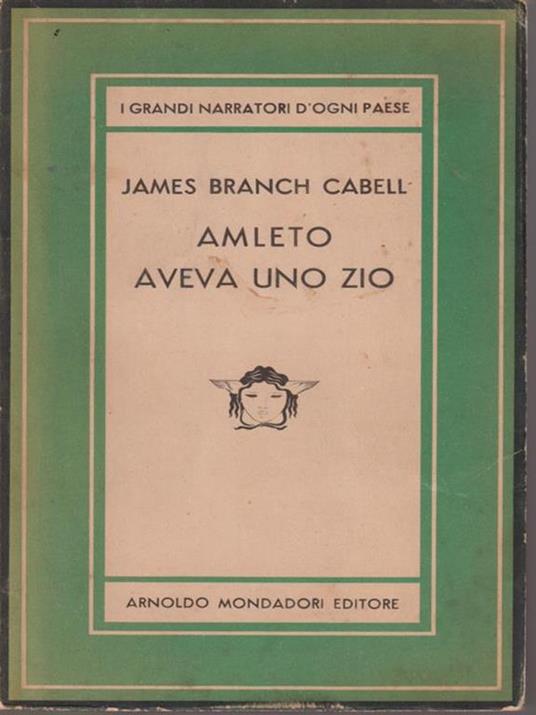 I GRANDI NARRATORI D'OGNI PAESE
JAMES BRANCH CABELL
AMLETO
AVEVA UNO ZIO
ARNOLDO MONDADORI EDITORE